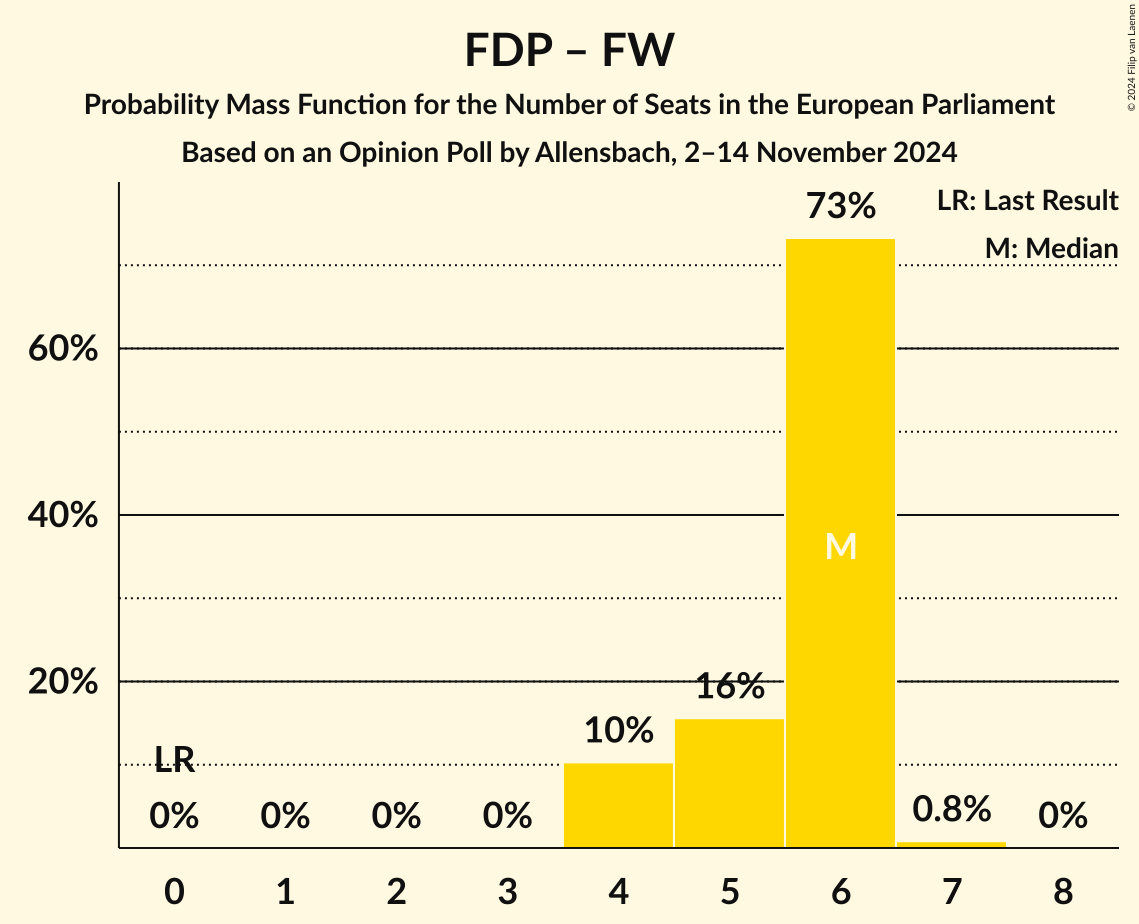 FDP – FW
Probability Mass Function for the Number of Seats in the European Parliament
Based on an Opinion Poll by Allensbach, 2–14 November 2024
© 2024 Filip van Laenen
LR: Last Result
M: Median
73%
60%
40%
M
20%
16%
10%
LR
0%
0%
0%
0%
0.8%
0%
0 1 2 3 4 5 6 7 8